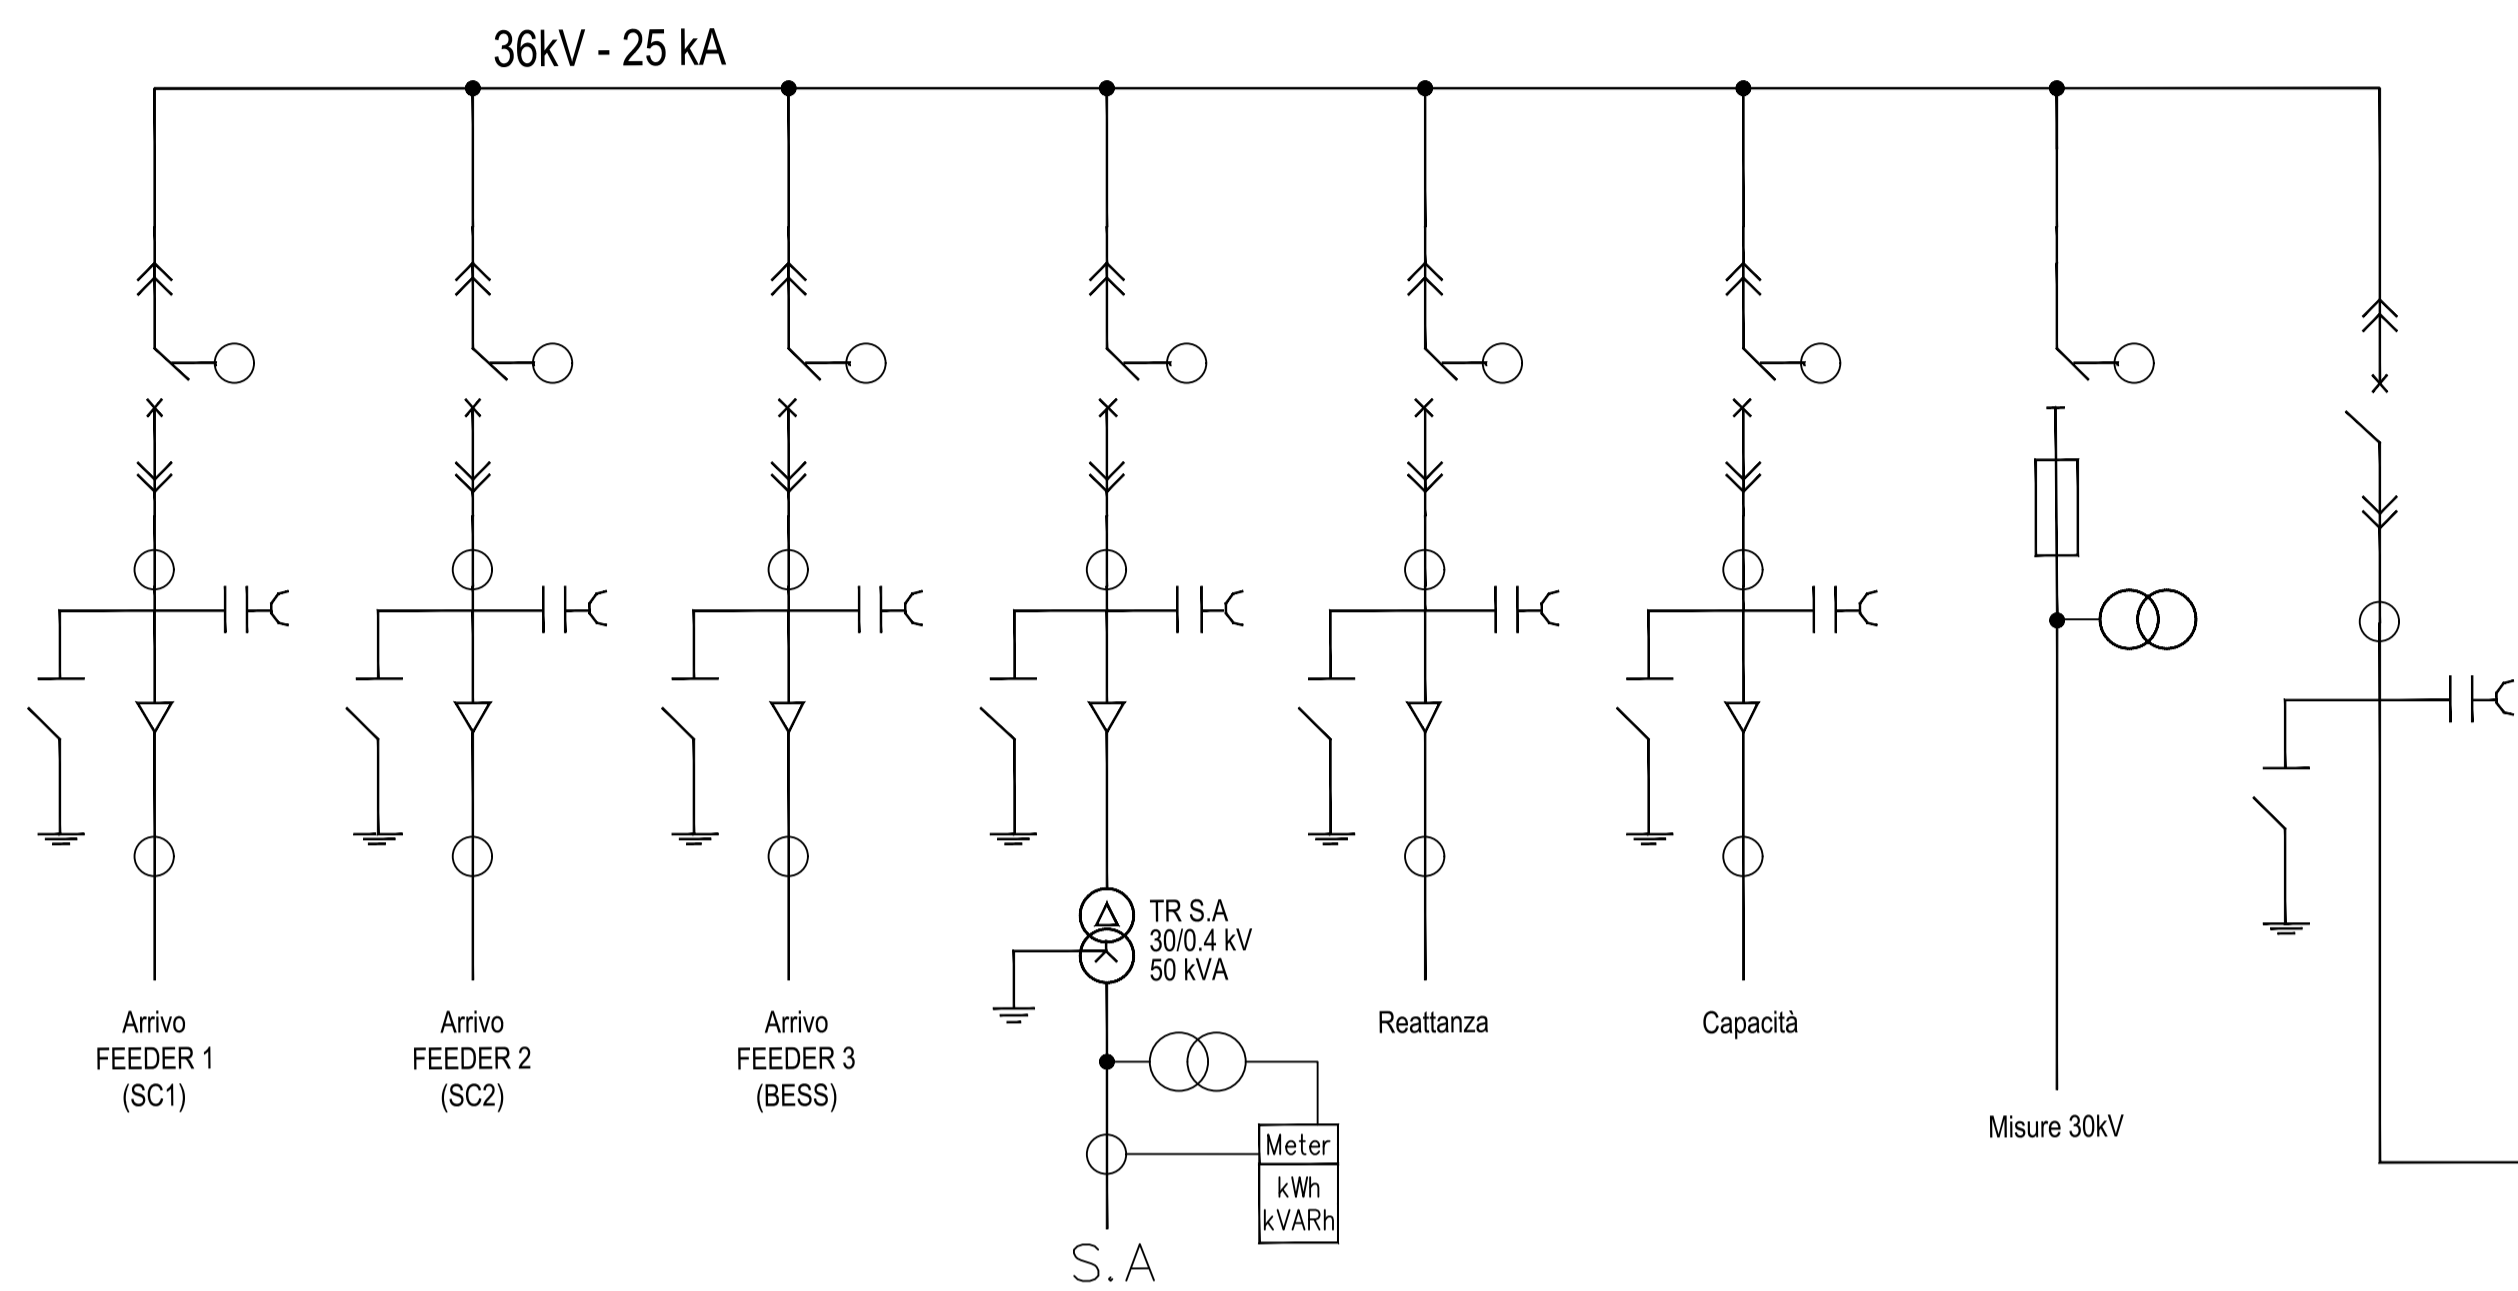 36kV - 25 kA
TR S.A
30/0.4 kV
50 kVA
Arrivo
FEEDER 1
(SC1)
Arrivo
FEEDER 2
(SC2)
Arrivo
FEEDER 3
(BESS)
Reattanza
Capacità
Misure 30kV
Meter
kWh
kVARh
S.A